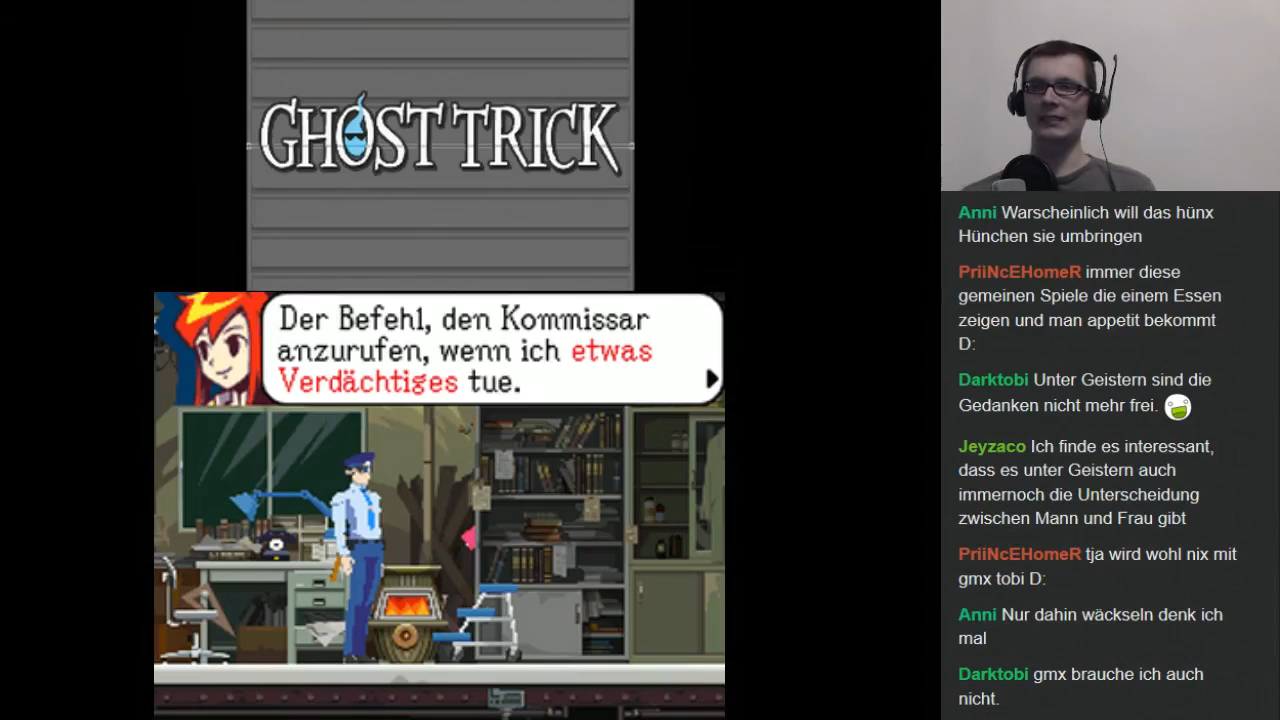 GHOST TRICK
Der Befehl, den Kommissar
anzurufen, wenn ich etwas
Verdächtiges tue.
Anni Warscheinlich will das hünx
Hünchen sie umbringen
PriiNcEHomeR immer diese
gemeinen Spiele die einem Essen
zeigen und man appetit bekommt
D:
Darktobi Unter Geistern sind die
Gedanken nicht mehr frei.
Jeyzaco Ich finde es interessant,
dass es unter Geistern auch
immernoch die Unterscheidung
zwischen Mann und Frau gibt
PriiNcEHomeR tja wird wohl nix mit
gmx tobi D:
Anni Nur dahin wäckseln denk ich
mal
Darktobi gmx brauche ich auch
nicht.